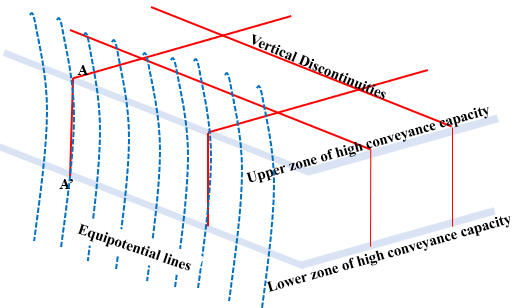 Vertical Discontinuities
A
Upper zone of high conveyance capacity
A'
Equipotential lines
Lower zone of high conveyance capacity